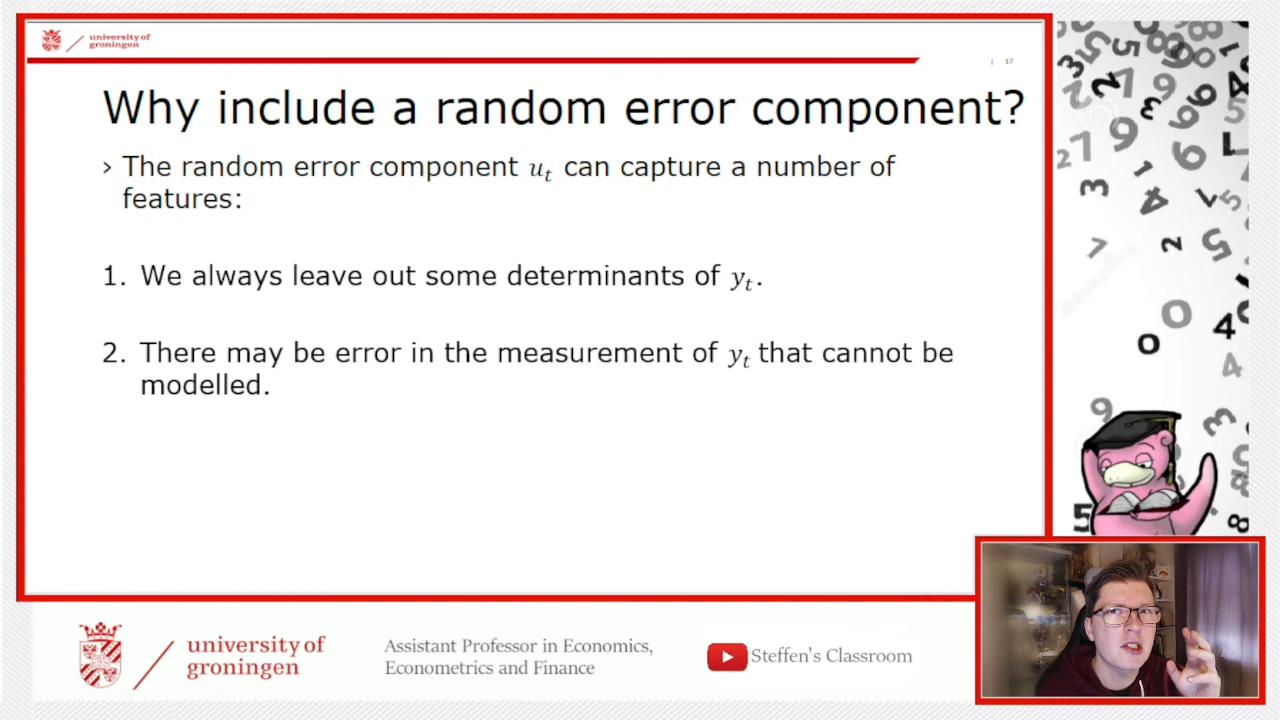 university of
groningen
| 17
Why include a random error component?
› The random error component uₜ can capture a number of
features:
1. We always leave out some determinants of yₜ.
2. There may be error in the measurement of yₜ that cannot be
modelled.
university of
groningen
Assistant Professor in Economics,
Econometrics and Finance
Steffen's Classroom